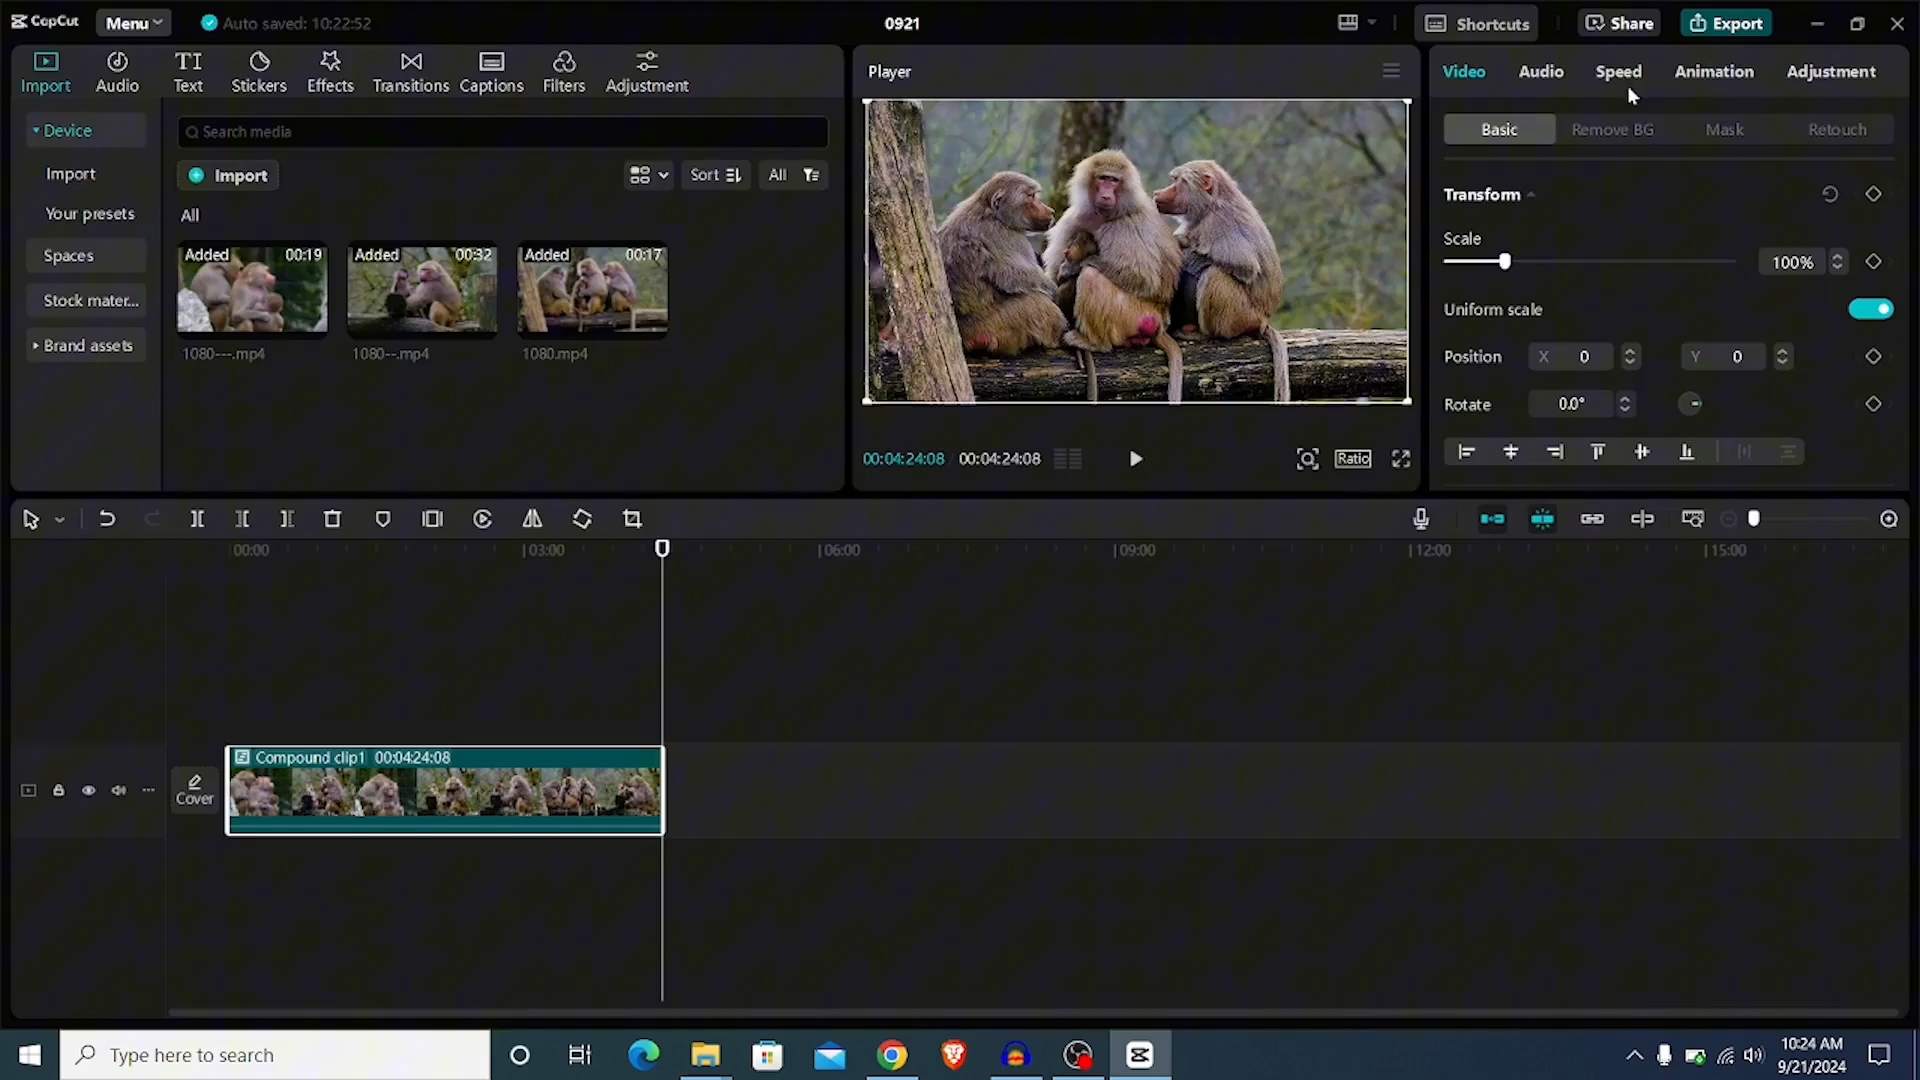 CapCut
Menu
Auto saved: 10:22:52
0921
Shortcuts
Share
Export
Import
Audio
Text
Stickers
Effects
Transitions
Captions
Filters
Adjustment
Device
Import
Your presets
Spaces
Stock mater...
Brand assets
Search media
Import
Sort
All
All
Added 00:19
Added 00:32
Added 00:17
1080---.mp4
1080--.mp4
1080.mp4
Player
00:04:24:08 00:04:24:08
Ratio
Video
Audio
Speed
Animation
Adjustment
Basic
Remove BG
Mask
Retouch
Transform
Scale
100%
Uniform scale
Position X 0 Y 0
Rotate 0.0°
00:00 03:00 06:00 09:00 12:00 15:00
Cover
Compound clip1 00:04:24:08
Type here to search
10:24 AM
9/21/2024